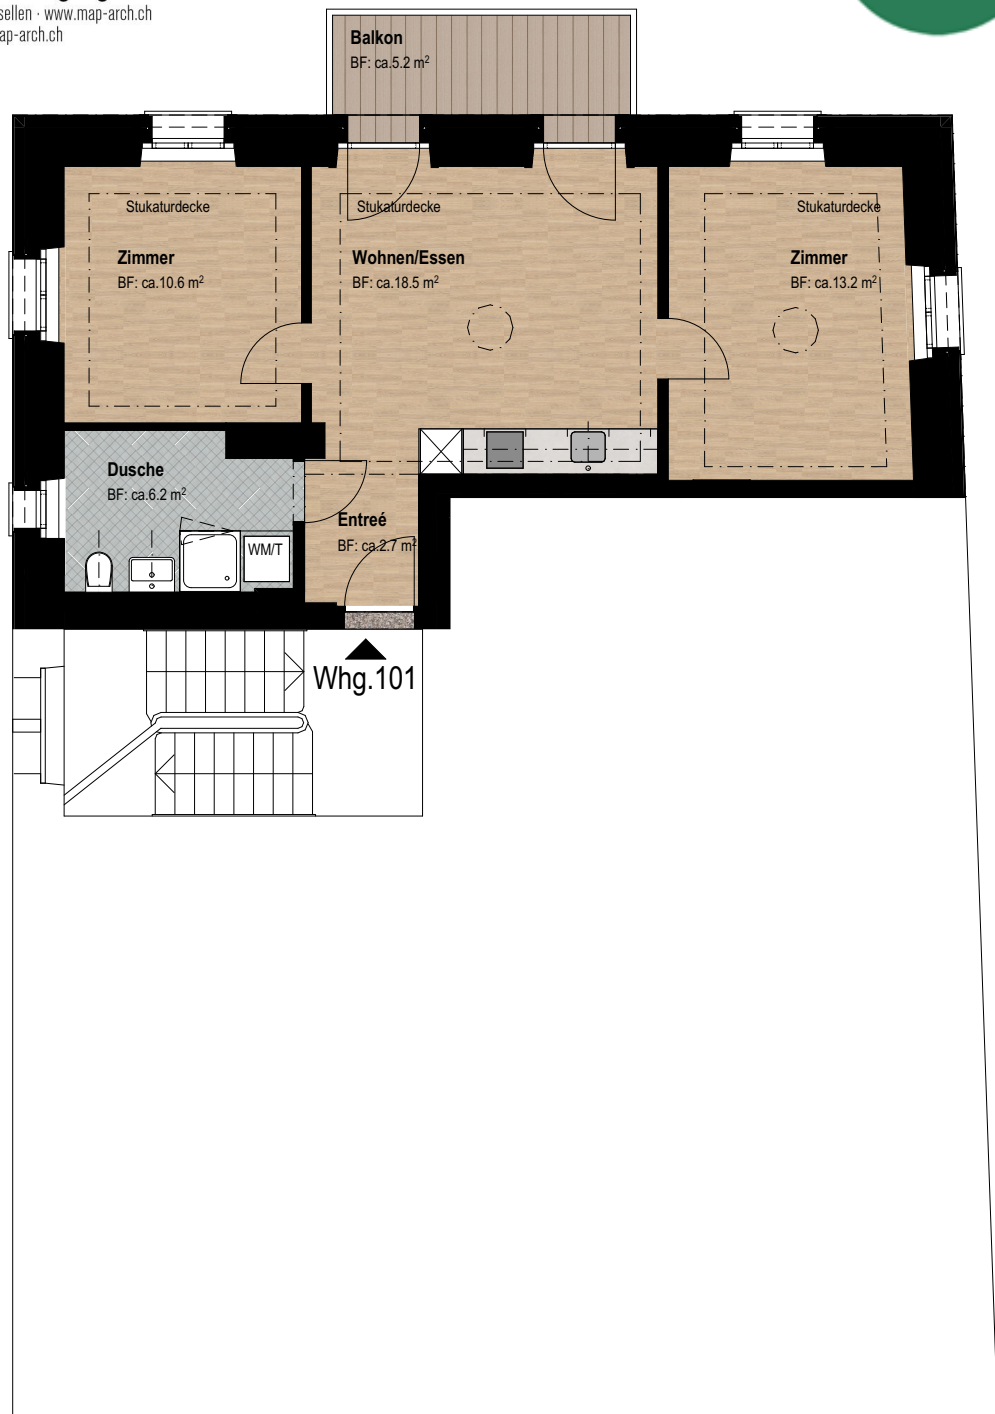 sellen · www.map-arch.ch
ap-arch.ch
Balkon
BF: ca.5.2 m²
Stukaturdecke
Stukaturdecke
Stukaturdecke
Zimmer
BF: ca.10.6 m²
Wohnen/Essen
BF: ca.18.5 m²
Zimmer
BF: ca.13.2 m²
Dusche
BF: ca.6.2 m²
Entreé
BF: ca.2.7 m²
WM/T
Whg.101